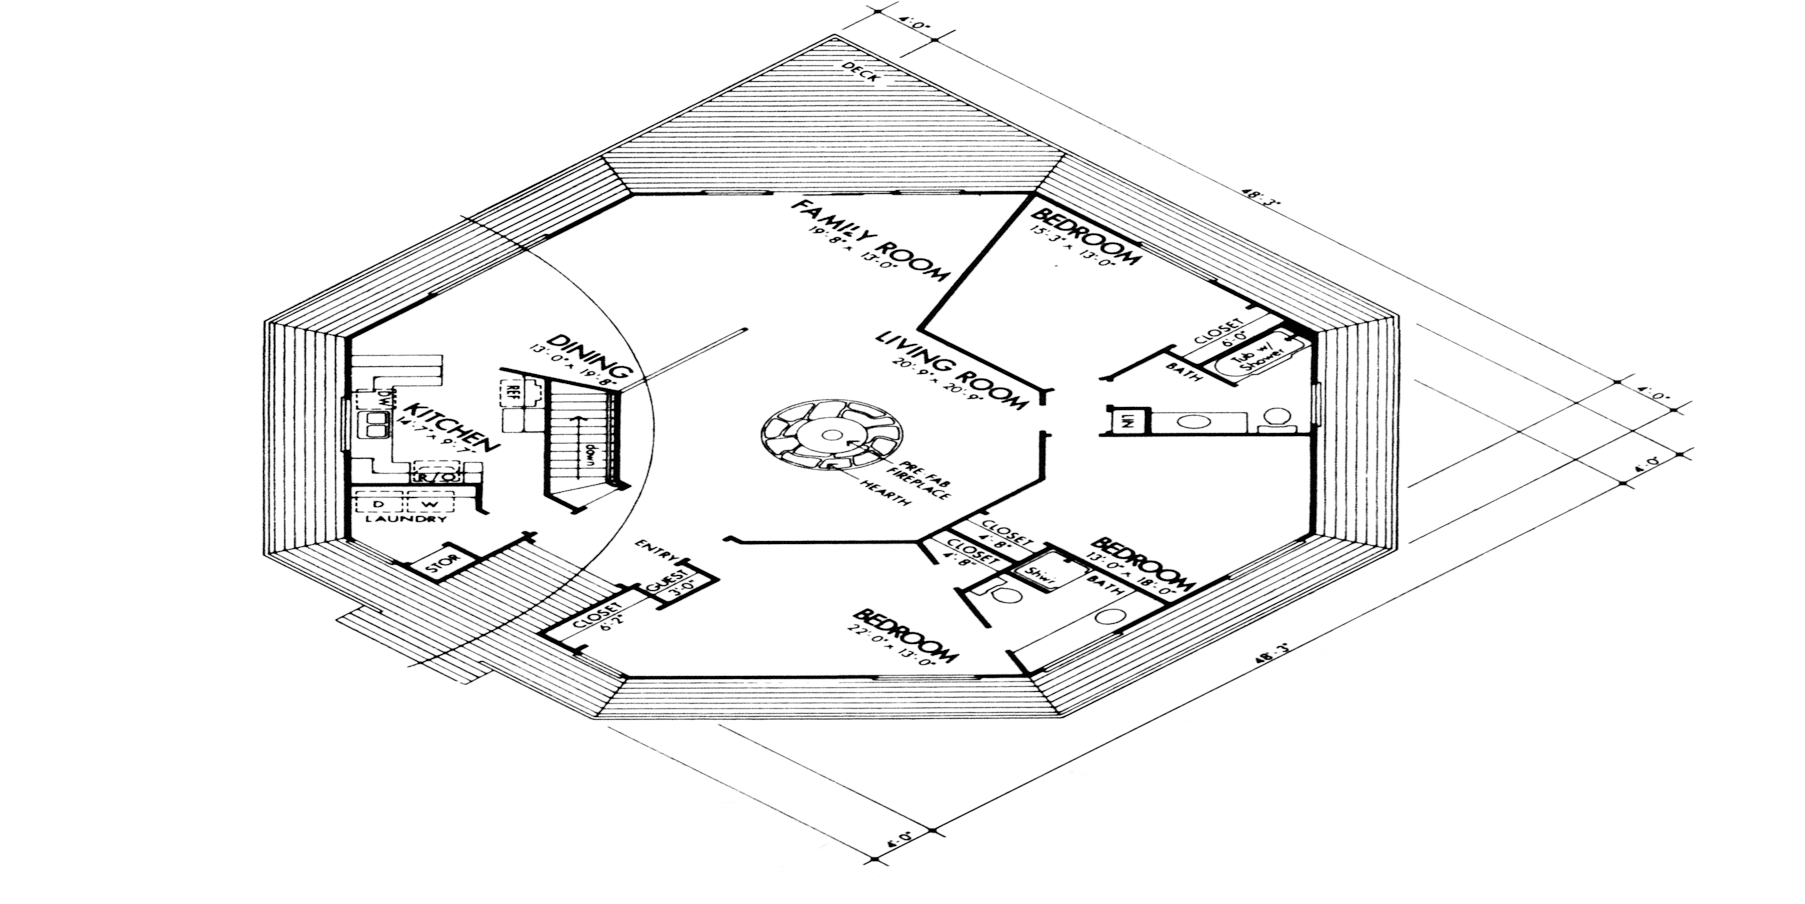 4'-0"
DECK
48'-3"
FAMILY ROOM
19'-8" x 13'-0"
BEDROOM
15'-3" x 13'-0"
CLOSET
6'-0"
Tub w/
Shower
BATH
LIN
LIVING ROOM
20'-9" x 20'-9"
DINING
13'-0" x 19'-8"
REF
DW
KITCHEN
14'-7" x 9'-7"
down
R/O
D
W
LAUNDRY
STOR
PRE FAB
FIREPLACE
HEARTH
ENTRY
GUEST
3'-0"
CLOSET
6'-2"
CLOSET
4'-8"
CLOSET
4'-8"
Shwr
BATH
BEDROOM
13'-0" x 18'-0"
BEDROOM
22'-0" x 13'-0"
4'-0"
4'-0"
48'-3"
4'-0"